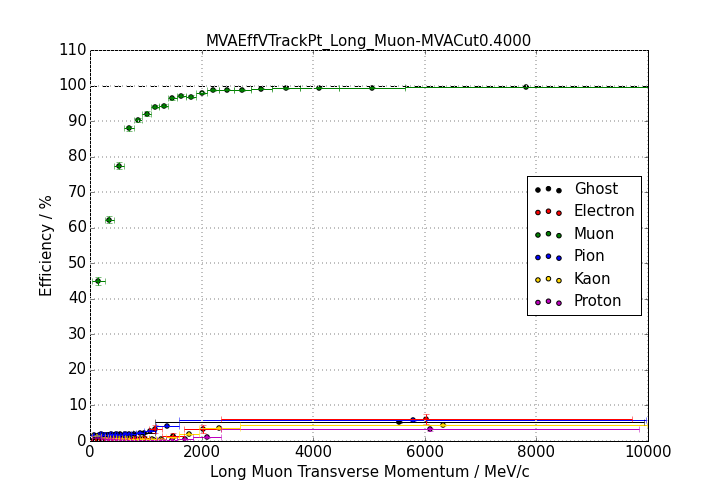 MVAEffVTrackPt_Long_Muon-MVACut0.4000
110
100
90
80
70
60
50
40
30
20
10
0
Efficiency / %
Ghost
Electron
Muon
Pion
Kaon
Proton
0 2000 4000 6000 8000 10000
Long Muon Transverse Momentum / MeV/c